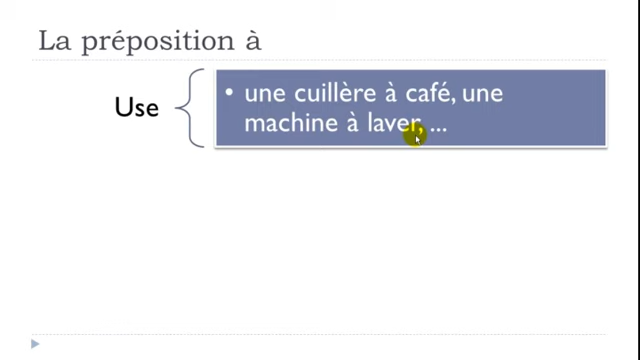 La préposition à
Use
• une cuillère à café, une
machine à laver, ...